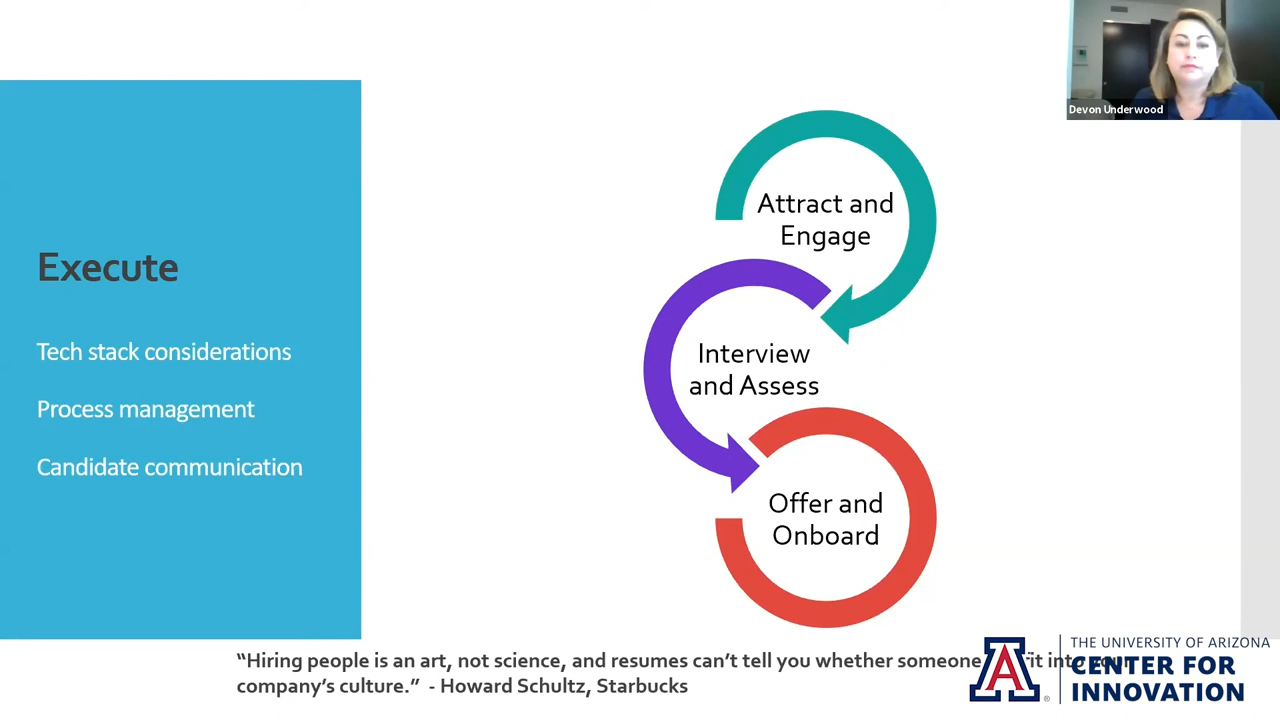 Devon Underwood
Execute
Tech stack considerations
Process management
Candidate communication
Attract and
Engage
Interview
and Assess
Offer and
Onboard
“Hiring people is an art, not science, and resumes can’t tell you whether someone
company’s culture.” - Howard Schultz, Starbucks
A
THE UNIVERSITY OF ARIZONA
CENTER FOR
INNOVATION